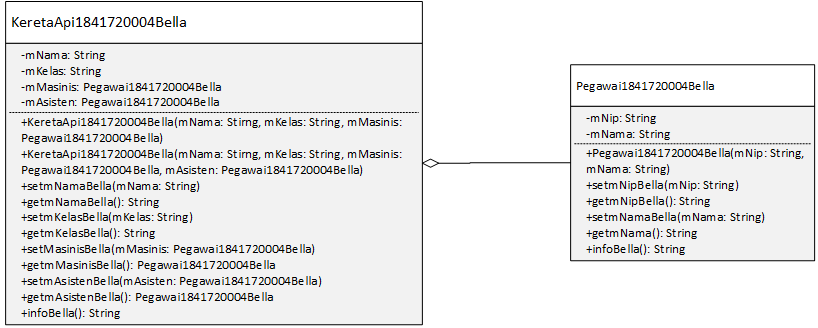 KeretaApi1841720004Bella
-mNama: String
-mKelas: String
-mMasinis: Pegawai1841720004Bella
-mAsisten: Pegawai1841720004Bella
+KeretaApi1841720004Bella(mNama: Stirng, mKelas: String, mMasinis:
Pegawai1841720004Bella)
+KeretaApi1841720004Bella(mNama: Stirng, mKelas: String, mMasinis:
Pegawai1841720004Bella, mAsisten: Pegawai1841720004Bella)
+setmNamaBella(mNama: String)
+getmNamaBella(): String
+setmKelasBella(mKelas: String)
+getmKelasBella(): String
+setMasinisBella(mMasinis: Pegawai1841720004Bella)
+getmMasinisBella(): Pegawai1841720004Bella
+setmAsistenBella(mAsisten: Pegawai1841720004Bella)
+getmAsistenBella(): Pegawai1841720004Bella
+infoBella(): String
Pegawai1841720004Bella
-mNip: String
-mNama: String
+Pegawai1841720004Bella(mNip: String,
mNama: String)
+setmNipBella(mNip: String)
+getmNipBella(): String
+setmNamaBella(mNama: String)
+getmNama(): String
+infoBella(): String